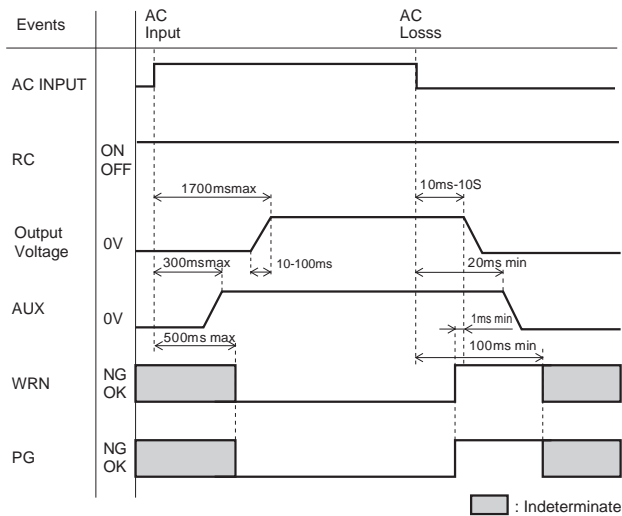 Events
AC
Input
AC
Losss
AC INPUT
RC
ON
OFF
1700msmax
10ms-10S
Output
Voltage
0V
300msmax
10-100ms
20ms min
AUX
0V
500ms max
1ms min
100ms min
WRN
NG
OK
PG
NG
OK
: Indeterminate